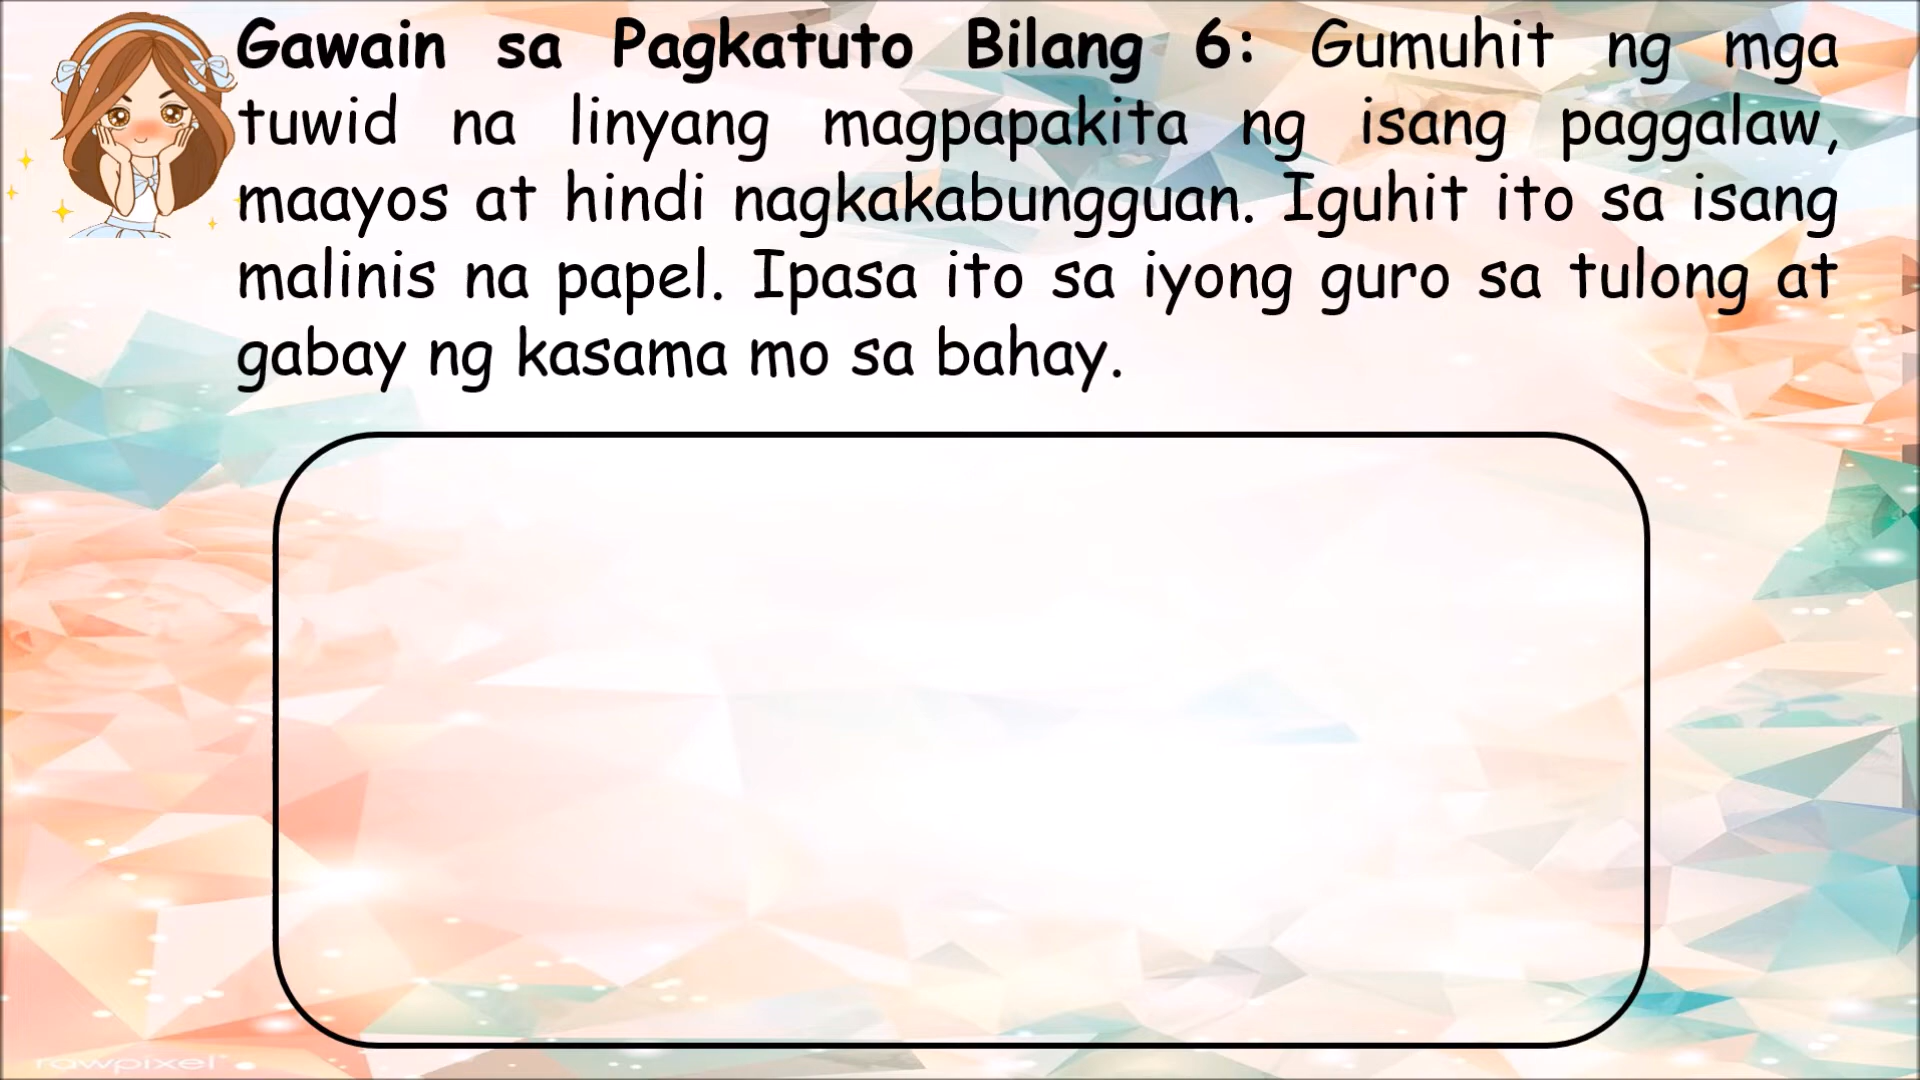 Gawain sa Pagkatuto Bilang 6: Gumuhit ng mga
tuwid na linyang magpapakita ng isang paggalaw,
maayos at hindi nagkakabungguan. Iguhit ito sa isang
malinis na papel. Ipasa ito sa iyong guro sa tulong at
gabay ng kasama mo sa bahay.
rawpixel